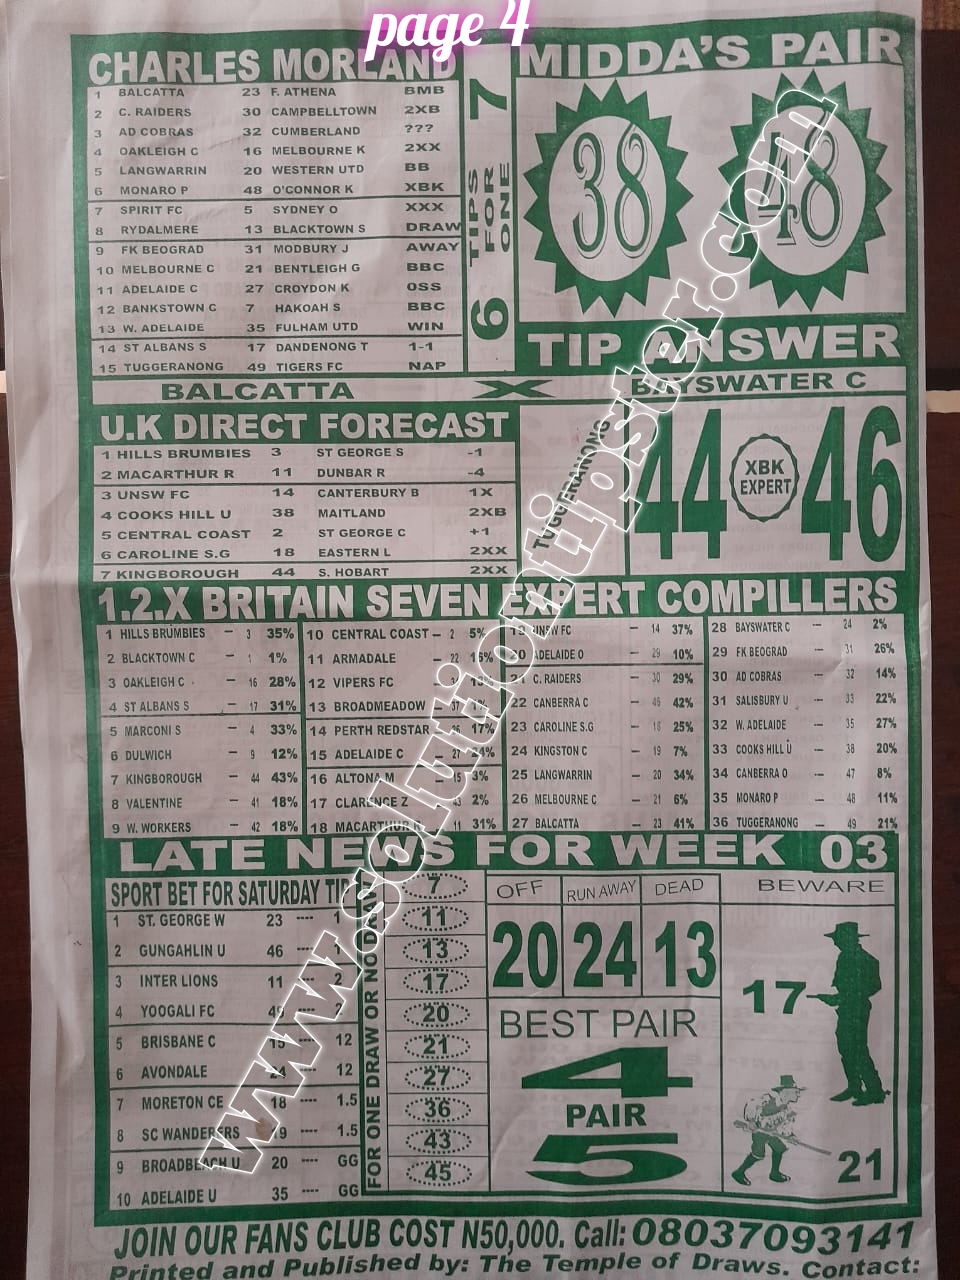 page 4
CHARLES MORLAND
1 BALCATTA 23 F. ATHENA BMB
2 C. RAIDERS 30 CAMPBELLTOWN 2XB
3 AD COBRAS 32 CUMBERLAND ???
4 OAKLEIGH C 16 MELBOURNE K 2XX
5 LANGWARRIN 20 WESTERN UTD BB
6 MONARO P 48 O'CONNOR K XBK
7 SPIRIT FC 5 SYDNEY O XXX
8 RYDALMERE 13 BLACKTOWN S DRAW
9 FK BEOGRAD 31 MODBURY J AWAY
10 MELBOURNE C 21 BENTLEIGH G BBC
11 ADELAIDE C 27 CROYDON K OSS
12 BANKSTOWN C 7 HAKOAH S BBC
13 W. ADELAIDE 35 FULHAM UTD WIN
14 ST ALBANS S 17 DANDENONG T 1-1
15 TUGGERANONG 49 TIGERS FC NAP
6 TIPS FOR ONE 7
MIDDA'S PAIR
38 48
TIP ANSWER
BALCATTA X BAYSWATER C
U.K DIRECT FORECAST
1 HILLS BRUMBIES 3 ST GEORGE S -1
2 MACARTHUR R 11 DUNBAR R -4
3 UNSW FC 14 CANTERBURY B 1X
4 COOKS HILL U 38 MAITLAND 2XB
5 CENTRAL COAST 2 ST GEORGE C +1
6 CAROLINE S.G 18 EASTERN L 2XX
7 KINGBOROUGH 44 S. HOBART 2XX
TUGGERANONG
44 XBK EXPERT 46
1.2.X BRITAIN SEVEN EXPERT COMPILLERS
1 HILLS BRUMBIES – 3 35%
2 BLACKTOWN C – 1 1%
3 OAKLEIGH C – 16 28%
4 ST ALBANS S – 17 31%
5 MARCONI S – 4 33%
6 DULWICH – 9 12%
7 KINGBOROUGH – 44 43%
8 VALENTINE – 41 18%
9 W. WORKERS – 42 18%
10 CENTRAL COAST – 2 5%
11 ARMADALE – 22
12 VIPERS FC
13 BROADMEADOW
14 PERTH REDSTAR 17%
15 ADELAIDE C – 27
16 ALTONA M 15 3%
17 CLARENCE Z 43 2%
18 MACARTHUR R 11 31%
19 UNSW FC – 14 37%
20 ADELAIDE O – 29 10%
21 C. RAIDERS – 30 29%
22 CANBERRA C – 46 42%
23 CAROLINE S.G – 18 25%
24 KINGSTON C – 19 7%
25 LANGWARRIN – 20 34%
26 MELBOURNE C – 21 6%
27 BALCATTA – 23 41%
28 BAYSWATER C – 24 2%
29 FK BEOGRAD – 31 26%
30 AD COBRAS – 32 14%
31 SALISBURY U – 33 22%
32 W. ADELAIDE – 35 27%
33 COOKS HILL U – 38 20%
34 CANBERRA O – 47 8%
35 MONARO P – 48 11%
36 TUGGERANONG – 49 21%
LATE NEWS FOR WEEK 03
SPORT BET FOR SATURDAY
1 ST. GEORGE W 23 ---- 1
2 GUNGAHLIN U 46 ----
3 INTER LIONS 11 ---- 2
4 YOOGALI FC
5 BRISBANE C 15 ---- 12
6 AVONDALE 24 ---- 12
7 MORETON CE 18 ---- 1.5
8 SC WANDERERS 19 ---- 1.5
9 BROADBEACH U 20 ---- GG
10 ADELAIDE U 35 ---- GG
FOR ONE DRAW OR NO DRAW
7
11
13
17
20
21
27
36
43
45
OFF RUN AWAY DEAD
20 24 13
BEST PAIR
4
PAIR
5
BEWARE
17
21
JOIN OUR FANS CLUB COST N50,000. Call: 08037093141
Printed and Published by: The Temple of Draws. Contact:
www.solutiontipster.com